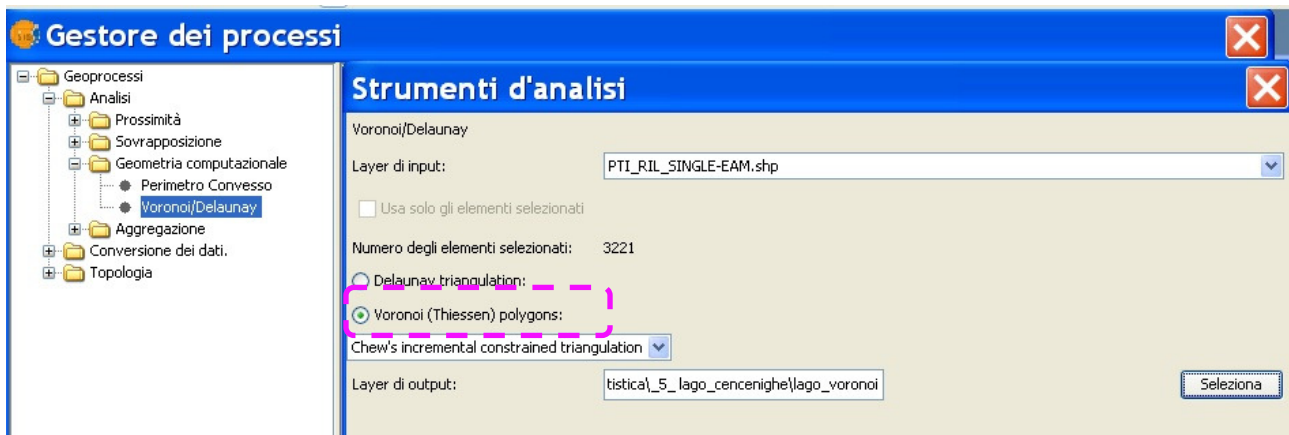 Gestore dei processi
Geoprocessi
Analisi
Prossimità
Sovrapposizione
Geometria computazionale
Perimetro Convesso
Voronoi/Delaunay
Aggregazione
Conversione dei dati.
Topologia
Strumenti d'analisi
Voronoi/Delaunay
Layer di input: PTI_RIL_SINGLE-EAM.shp
Usa solo gli elementi selezionati
Numero degli elementi selezionati: 3221
Delaunay triangulation:
Voronoi (Thiessen) polygons:
Chew's incremental constrained triangulation
Layer di output: tistica\_5_ lago_cencenighe\lago_voronoi Seleziona